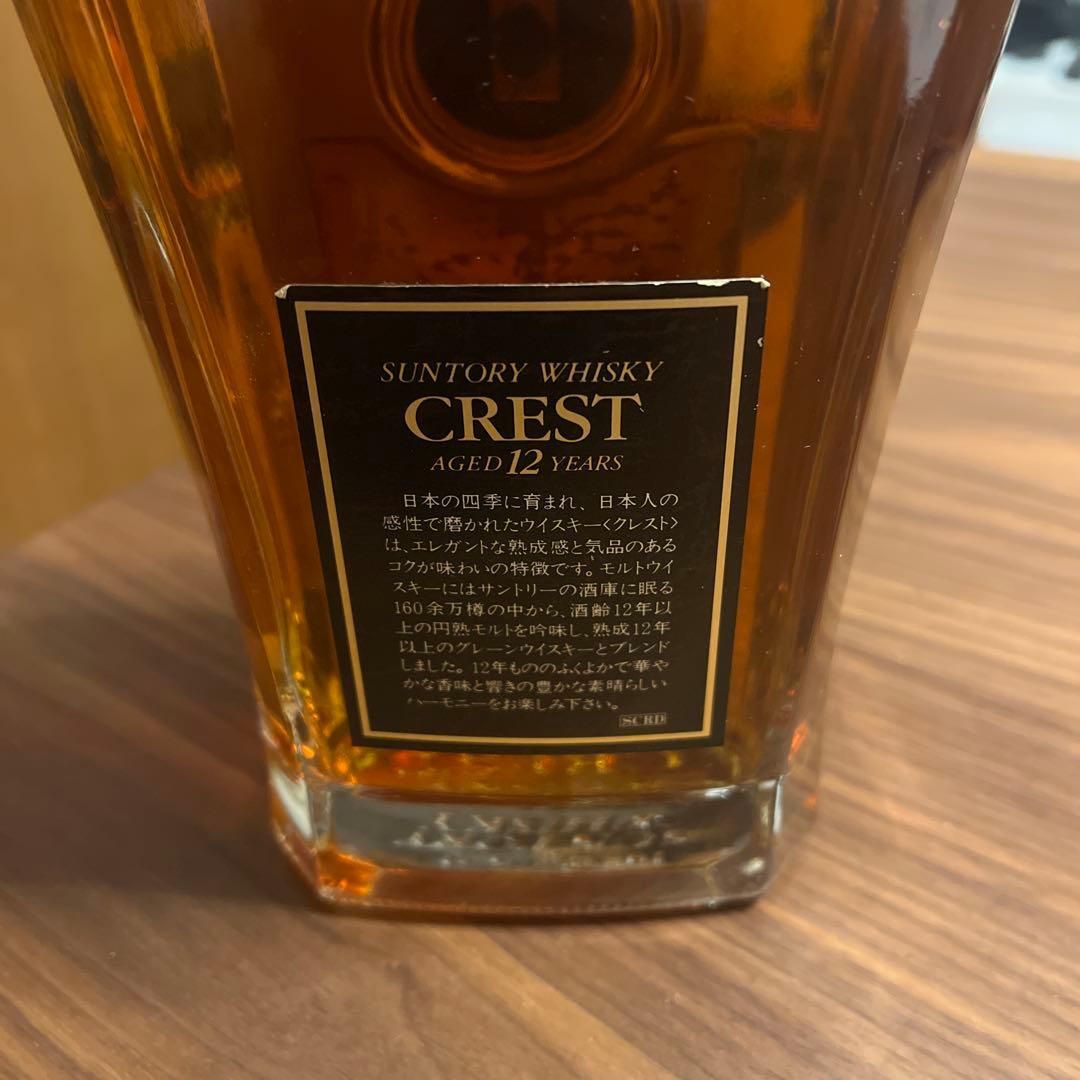 SUNTORY WHISKY
CREST
AGED 12 YEARS
日本の四季に育まれ、日本人の
感性で磨かれたウイスキー〈クレスト〉
は、エレガントな熟成感と気品のある
コクが味わいの特徴です。モルトウイ
スキーにはサントリーの酒庫に眠る
160余万樽の中から、酒齢12年以
上の円熟モルトを吟味し、熟成12年
以上のグレーンウイスキーとブレンド
しました。12年もののふくよかで華や
かな香味と響きの豊かな素晴らしい
ハーモニーをお楽しみ下さい。
SCRD